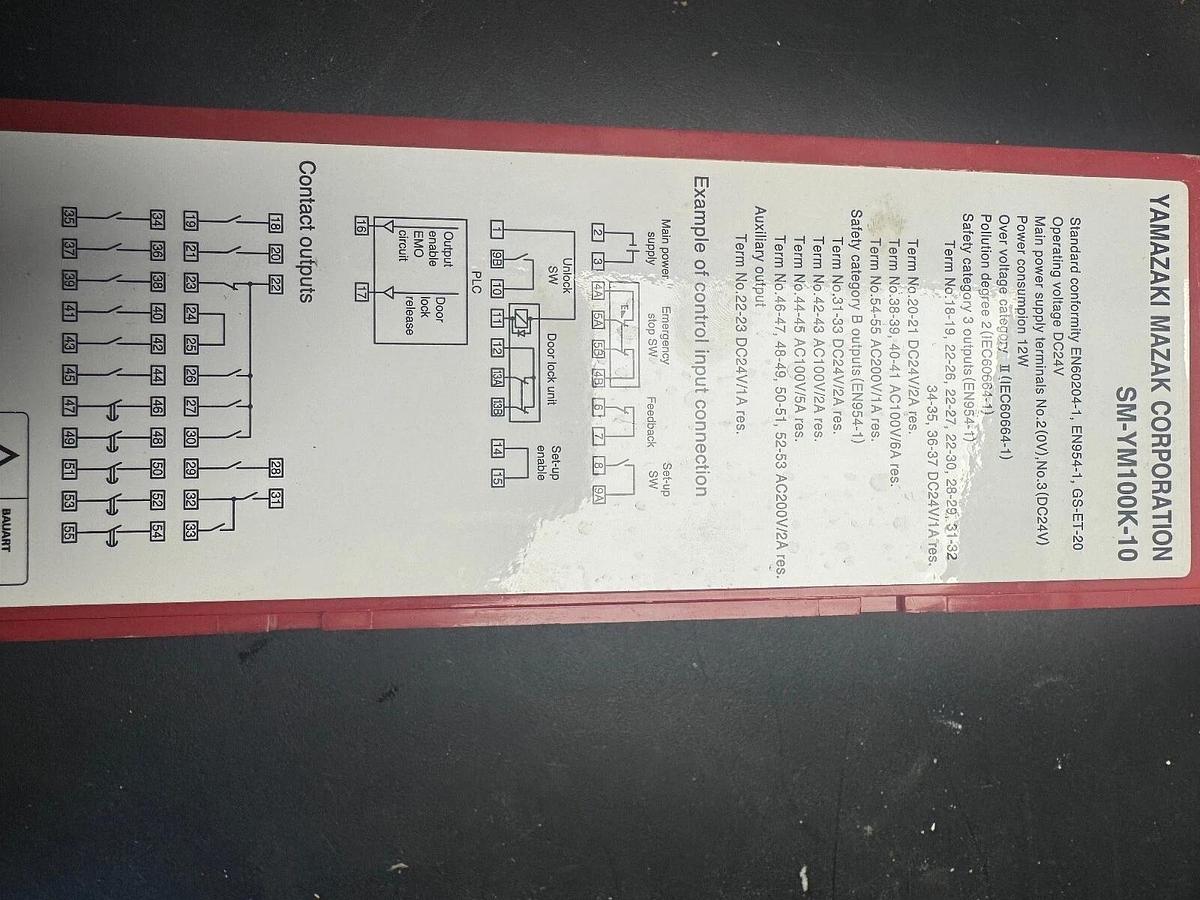 YAMAZAKI MAZAK CORPORATION
SM-YM100K-10
Standard conformity EN60204-1, EN954-1, GS-ET-20
Operating voltage DC24V
Main power supply terminals No.2(0V),No.3(DC24V)
Power consumpion 12W
Over voltage category Ⅱ(IEC60664-1)
Pollution degree 2(IEC60664-1)
Safety category 3 outputs(EN954-1)
Term No.18-19, 22-26, 22-27, 22-30, 28-29, 31-32
34-35, 36-37 DC24V/1A res.
Term No.20-21 DC24V/2A res.
Term No.38-39, 40-41 AC100V/6A res.
Term No.54-55 AC200V/1A res.
Safety category B outputs(EN954-1)
Term No.31-33 DC24V/2A res.
Term No.42-43 AC100V/2A res.
Term No.44-45 AC100V/5A res.
Term No.46-47, 48-49, 50-51, 52-53 AC200V/2A res.
Auxiliary output
Term No.22-23 DC24V/1A res.
Example of control input connection
Main power supply
Emergency stop SW
Feedback
Set-up SW
2 3 4A 5A 5B 4B 6 7 8 9A
Unlock SW
Door lock unit
Set-up enable
1 9B 10 11 12 13A 13B 14 15
PLC
Output enable EMO circuit
Door lock release
16 17
Contact outputs
18 20 22 28 31
19 21 23 24 25 26 27 30 29 32 33
34 36 38 40 42 44 46 48 50 52 54
35 37 39 41 43 45 47 49 51 53 55
BAUART